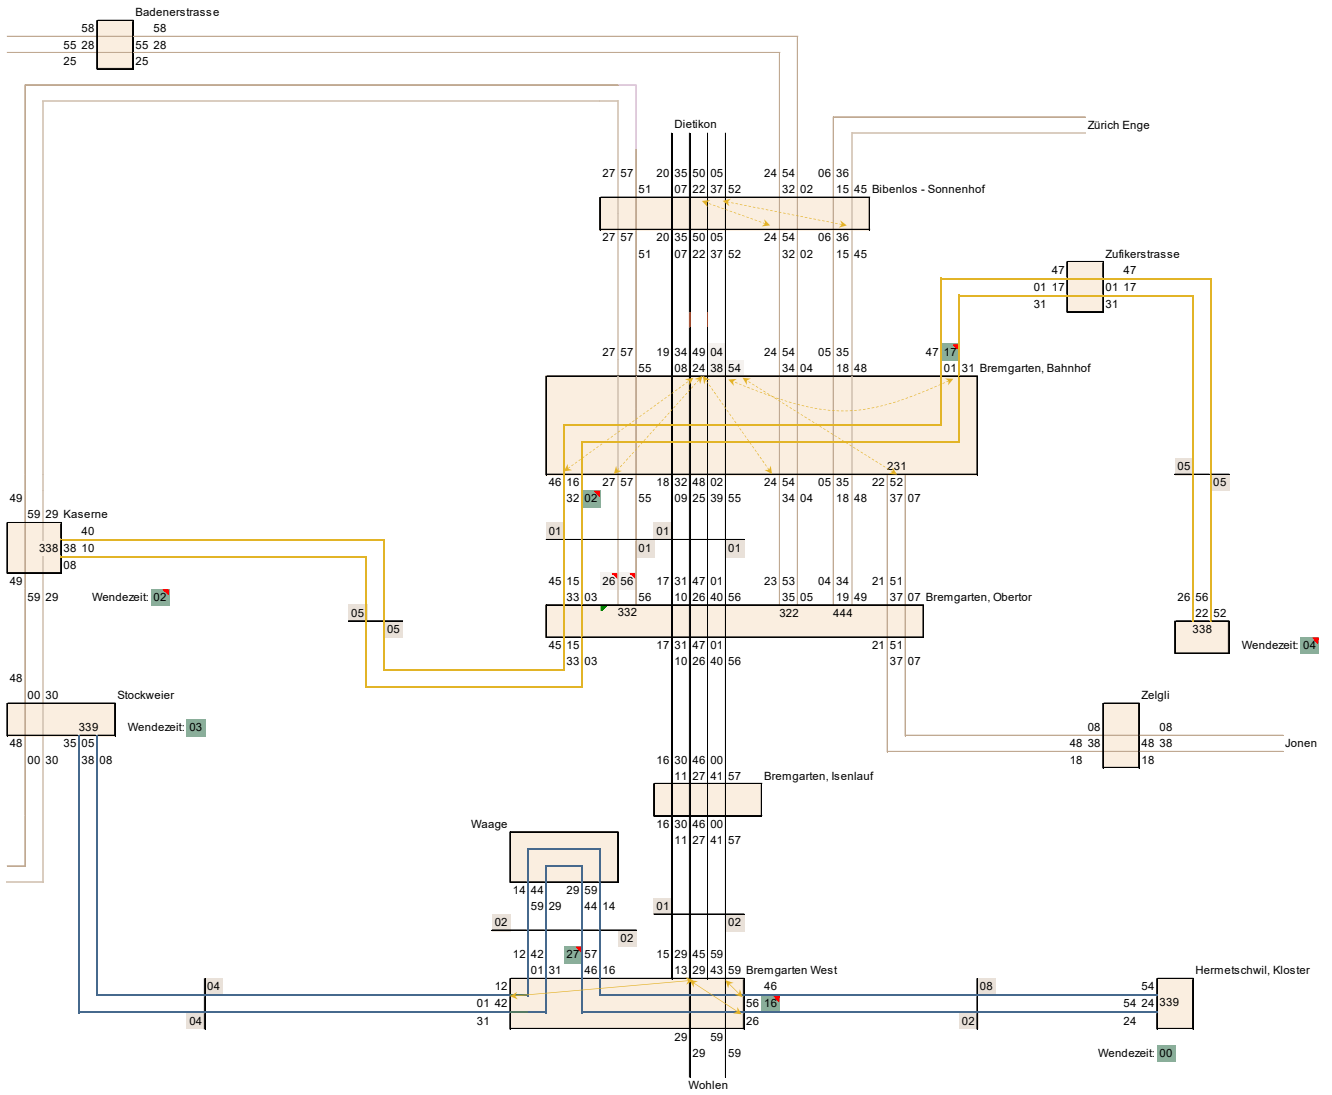 Badenerstrasse
58 58
55 28 55 28
25 25
Dietikon
Zürich Enge
27 57 20 35 50 05 24 54 06 36
51 07 22 37 52 32 02 15 45 Bibenlos - Sonnenhof
27 57 20 35 50 05 24 54 06 36
51 07 22 37 52 32 02 15 45
Zufikerstrasse
47 47
01 17 01 17
31 31
27 57 19 34 49 04 24 54 05 35 47 17
55 08 24 38 54 34 04 18 48 01 31 Bremgarten, Bahnhof
231
05
46 16 27 57 18 32 48 02 24 54 05 35 22 52
05
32 02 55 09 25 39 55 34 04 18 48 37 07
49
59 29 Kaserne
40
338 38 10
08
49
59 29
Wendezeit: 02
01 01
01 01
45 15 26 56 17 31 47 01 23 53 04 34 21 51
33 03 56 10 26 40 56 35 05 19 49 37 07 Bremgarten, Obertor
332 322 444
05
05
45 15 17 31 47 01 21 51
33 03 10 26 40 56 37 07
26 56
22 52
338
Wendezeit: 04
48
00 30 Stockweier
339
Wendezeit: 03
48 35 05
00 30 38 08
Zelgli
08 08
48 38 48 38
18 18
Jonen
16 30 46 00
11 27 41 57 Bremgarten, Isenlauf
16 30 46 00
11 27 41 57
Waage
14 44 29 59
59 29 44 14
02
02
01
02
12 42 27 57 15 29 45 59
01 31 46 16 13 29 43 59 Bremgarten West
04
04
12 46
01 42 56 16
31 26
08
02
Hermetschwil, Kloster
54
54 24 339
24
29 59
29 59
Wendezeit: 00
Wohlen